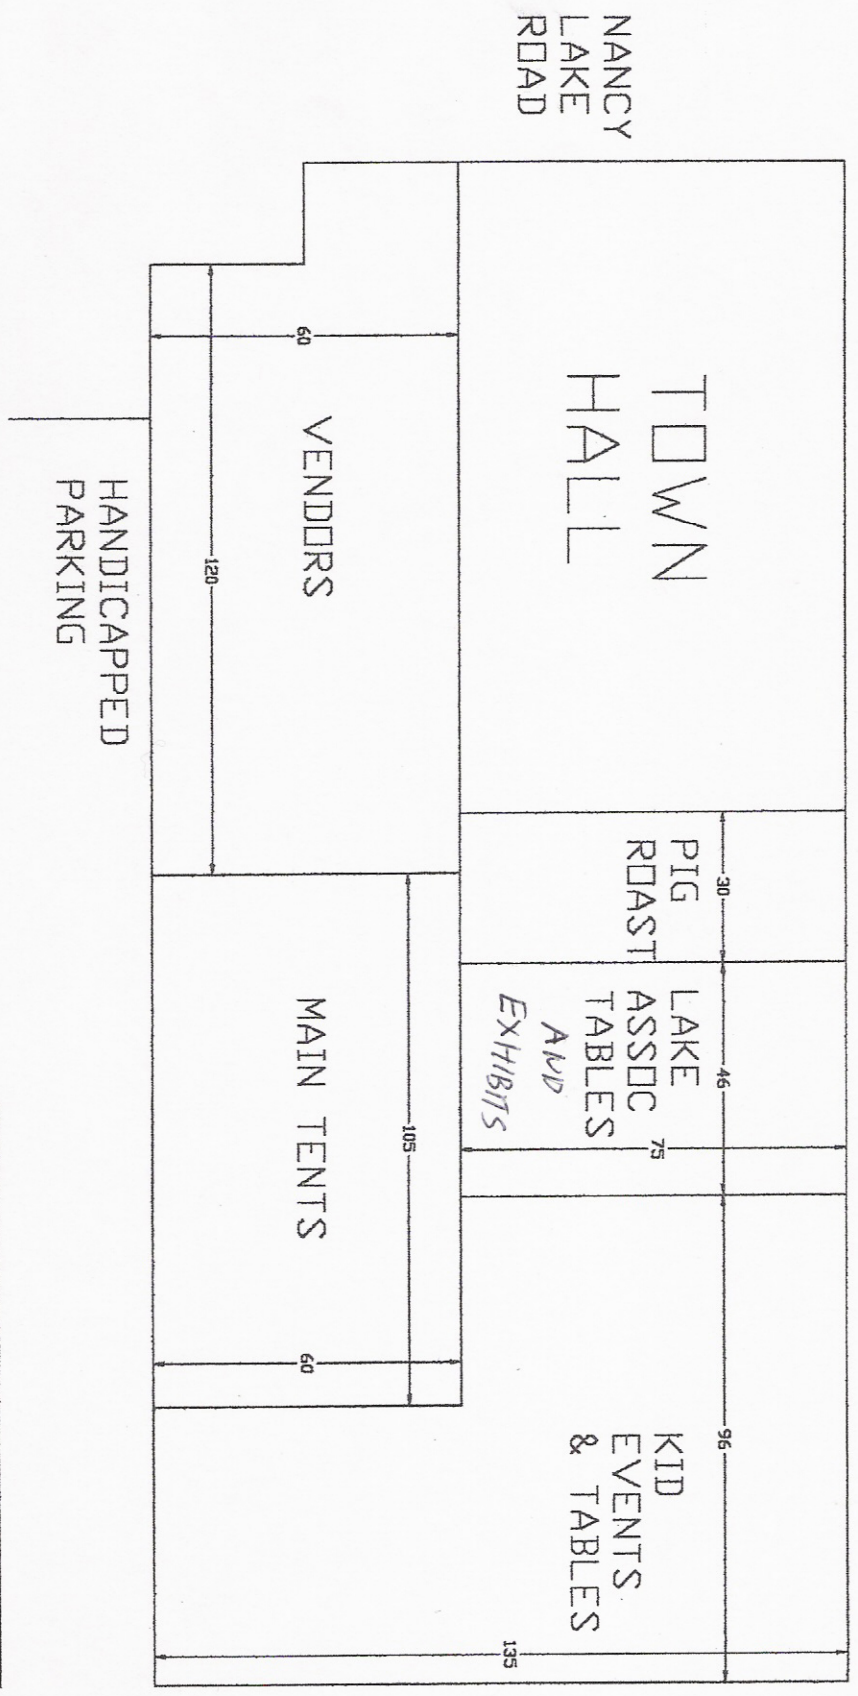 NANCY
LAKE
ROAD
TOWN
HALL
60
VENDORS
120
HANDICAPPED
PARKING
30
PIG
ROAST
46
LAKE
ASSOC
TABLES
AND
EXHIBITS
75
105
MAIN TENTS
60
96
KID
EVENTS
& TABLES
135